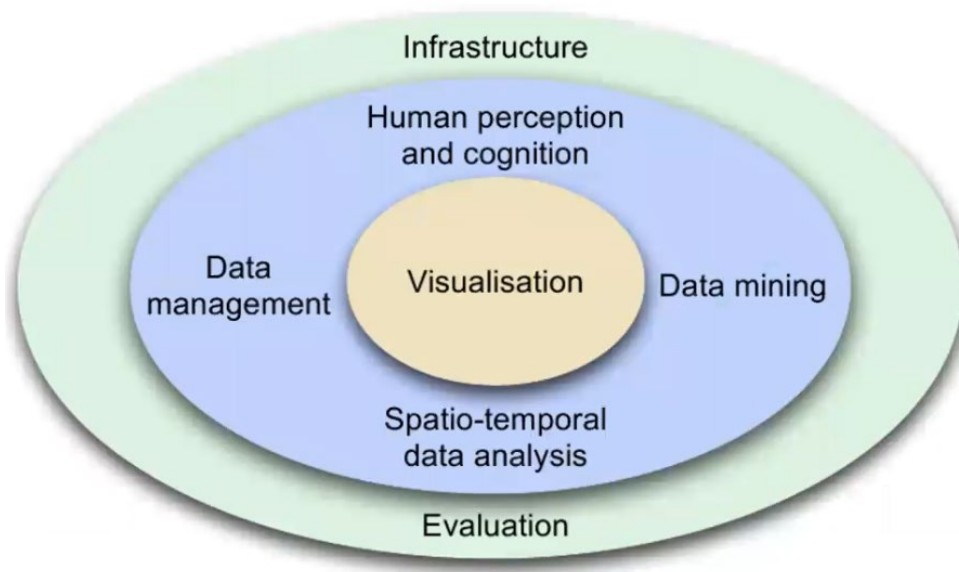 Infrastructure
Human perception
and cognition
Data
management
Visualisation
Data mining
Spatio-temporal
data analysis
Evaluation